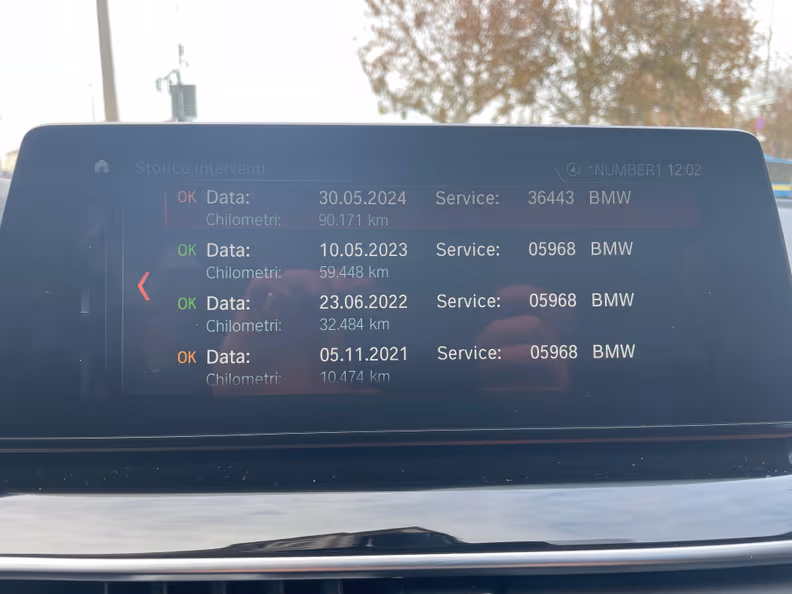 Storico interventi *NUMBER1 12:02
OK Data: 30.05.2024 Service: 36443 BMW
Chilometri: 90.171 km
OK Data: 10.05.2023 Service: 05968 BMW
Chilometri: 59.448 km
OK Data: 23.06.2022 Service: 05968 BMW
Chilometri: 32.484 km
OK Data: 05.11.2021 Service: 05968 BMW
Chilometri: 10.474 km